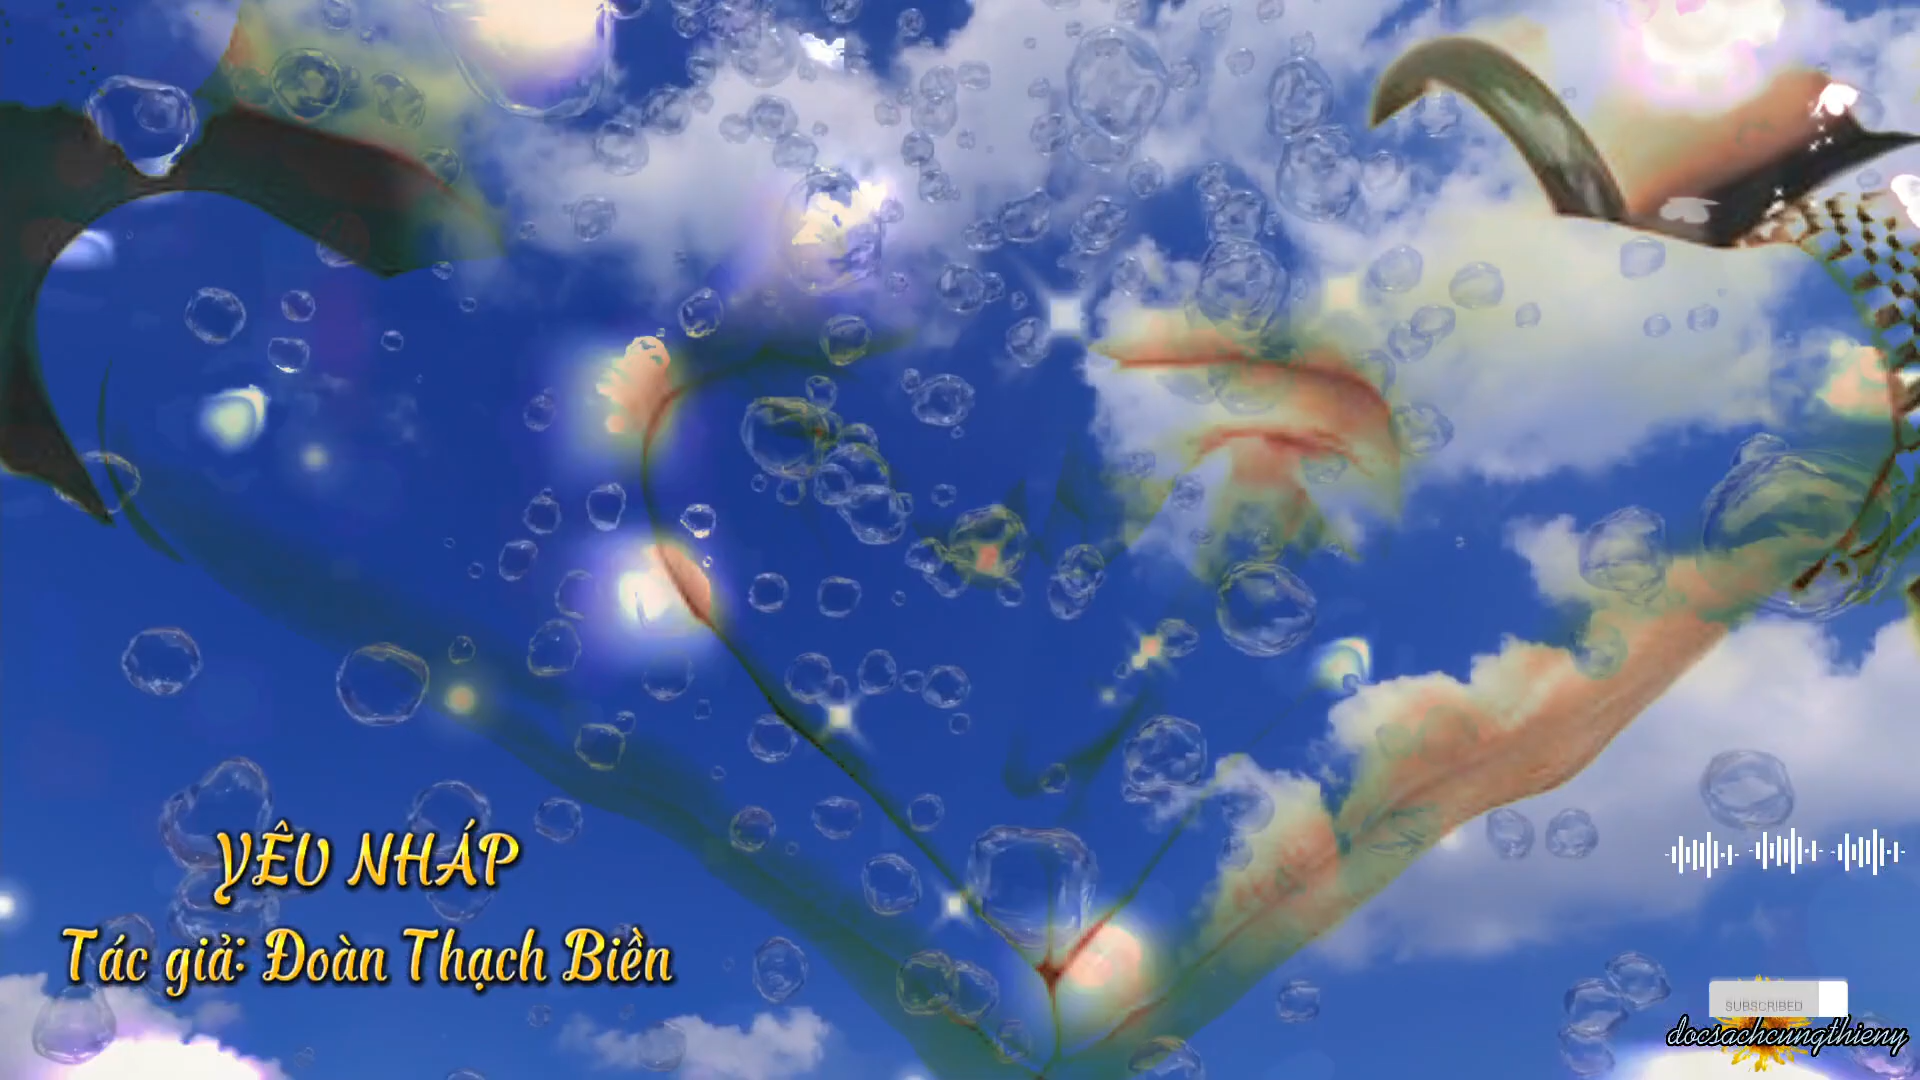 YÊU NHÁP
Tác giả: Đoàn Thạch Biền
SUBSCRIBED
docsachcungthieny